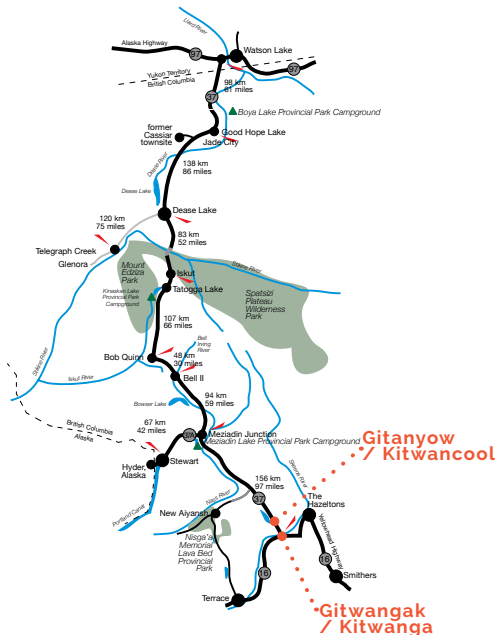 Liard River
Alaska Highway
97
Watson Lake
97
Yukon Territory
British Columbia
98 km
61 miles
37
Boya Lake Provincial Park Campground
former
Cassiar
townsite
Good Hope Lake
Jade City
Dease River
138 km
86 miles
Dease Lake
Dease Lake
120 km
75 miles
83 km
52 miles
Telegraph Creek
Glenora
Mount
Edziza
Park
Stikine River
Iskut
Kinaskan Lake
Provincial Park
Campground
Tatogga Lake
Spatsizi
Plateau
Wilderness
Park
107 km
66 miles
Stikine River
Bell
Irving
River
Bob Quinn
48 km
30 miles
Iskut River
Bell II
94 km
59 miles
Bowser Lake
British Columbia
Alaska
67 km
42 miles
37A
Meziadin Junction
Meziadin Lake Provincial Park Campground
Gitanyow
/ Kitwancool
Stewart
Hyder,
Alaska
156 km
97 miles
Skeena River
Nass River
37
The
Hazeltons
Portland Canal
New Aiyansh
Yellowhead Highway
Nisga'a
Memorial
Lava Bed
Provincial
Park
16
16
Smithers
Terrace
Gitwangak
/ Kitwanga